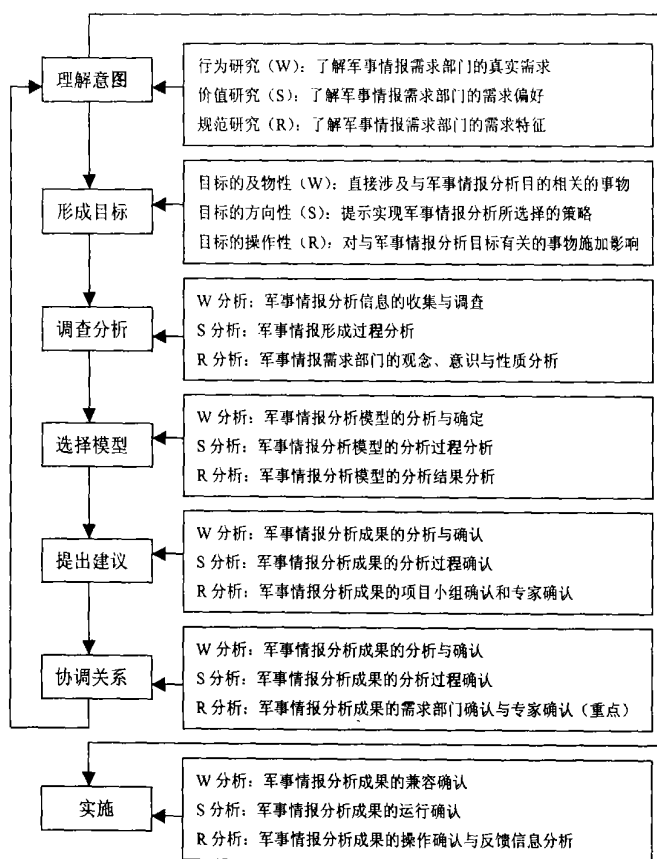 理解意图
行为研究（W）：了解军事情报需求部门的真实需求
价值研究（S）：了解军事情报需求部门的需求偏好
规范研究（R）：了解军事情报需求部门的需求特征
形成目标
目标的及物性（W）：直接涉及与军事情报分析目的相关的事物
目标的方向性（S）：提示实现军事情报分析所选择的策略
目标的操作性（R）：对与军事情报分析目标有关的事物施加影响
调查分析
W 分析：军事情报分析信息的收集与调查
S 分析：军事情报形成过程分析
R 分析：军事情报需求部门的观念、意识与性质分析
选择模型
W 分析：军事情报分析模型的分析与确定
S 分析：军事情报分析模型的分析过程分析
R 分析：军事情报分析模型的分析结果分析
提出建议
W 分析：军事情报分析成果的分析与确认
S 分析：军事情报分析成果的分析过程确认
R 分析：军事情报分析成果的项目小组确认和专家确认
协调关系
W 分析：军事情报分析成果的分析与确认
S 分析：军事情报分析成果的分析过程确认
R 分析：军事情报分析成果的需求部门确认与专家确认（重点）
实施
W 分析：军事情报分析成果的兼容确认
S 分析：军事情报分析成果的运行确认
R 分析：军事情报分析成果的操作确认与反馈信息分析